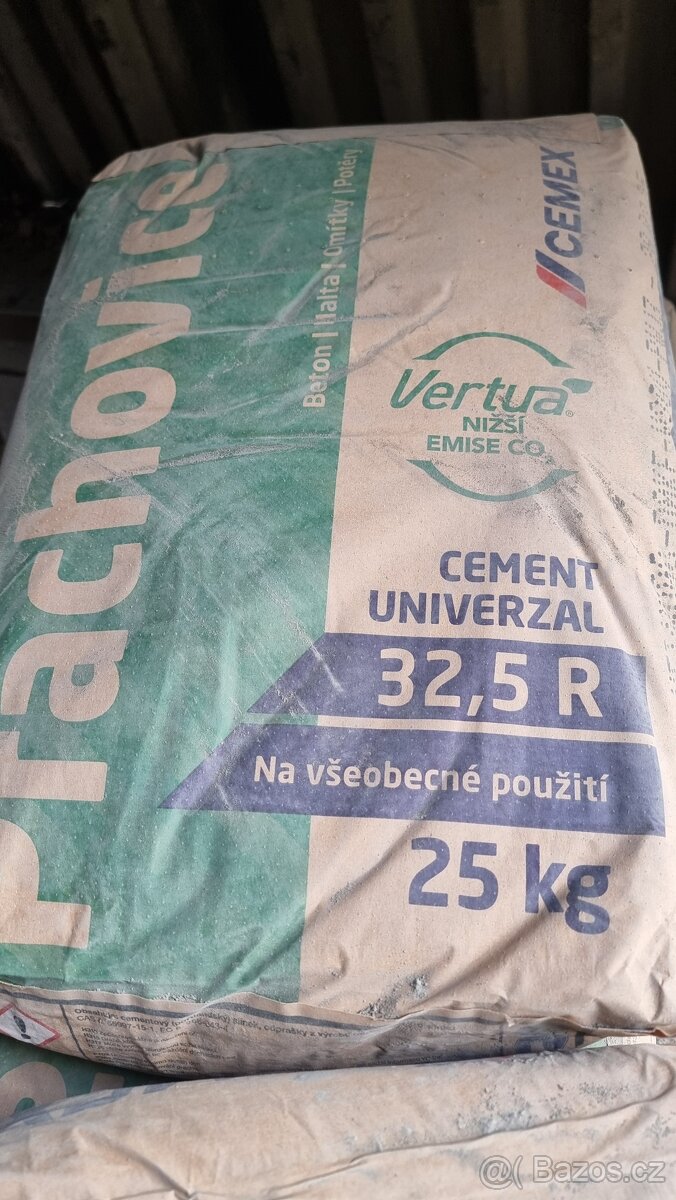 Prachovice
Beton | Malta | Omítky | Potěry
CEMEX
Vertua®
NIŽŠÍ
EMISE CO₂
CEMENT
UNIVERZAL
32,5 R
Na všeobecné použití
25 kg
Bazos.cz